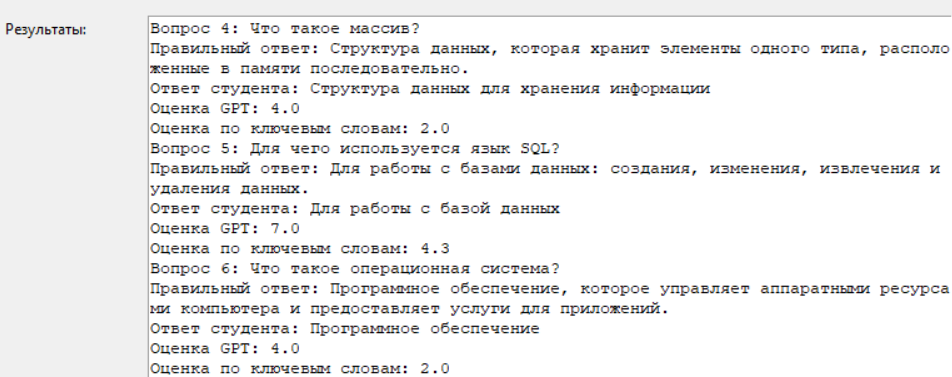 Результаты:
Вопрос 4: Что такое массив?
Правильный ответ: Структура данных, которая хранит элементы одного типа, располо
женные в памяти последовательно.
Ответ студента: Структура данных для хранения информации
Оценка GPT: 4.0
Оценка по ключевым словам: 2.0
Вопрос 5: Для чего используется язык SQL?
Правильный ответ: Для работы с базами данных: создания, изменения, извлечения и
удаления данных.
Ответ студента: Для работы с базой данных
Оценка GPT: 7.0
Оценка по ключевым словам: 4.3
Вопрос 6: Что такое операционная система?
Правильный ответ: Программное обеспечение, которое управляет аппаратными ресурса
ми компьютера и предоставляет услуги для приложений.
Ответ студента: Программное обеспечение
Оценка GPT: 4.0
Оценка по ключевым словам: 2.0